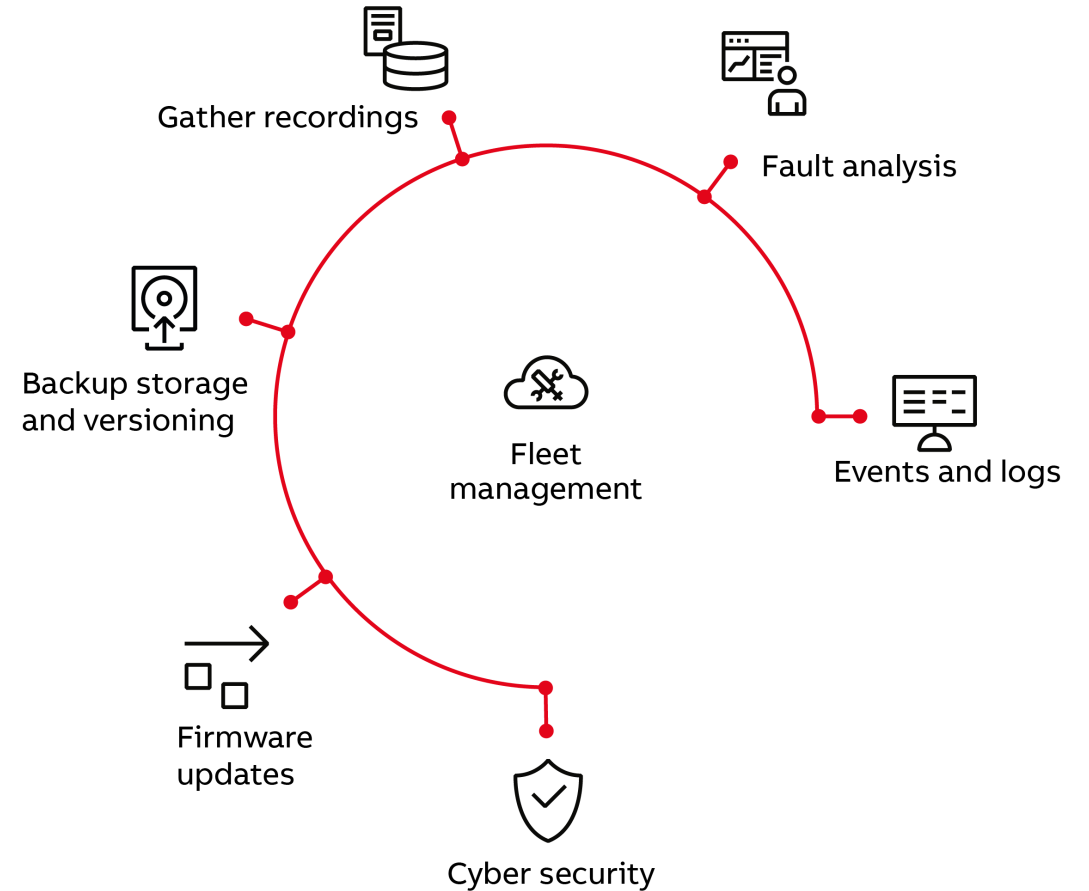 Gather recordings
Fault analysis
Backup storage
and versioning
Fleet
management
Events and logs
Firmware
updates
Cyber security